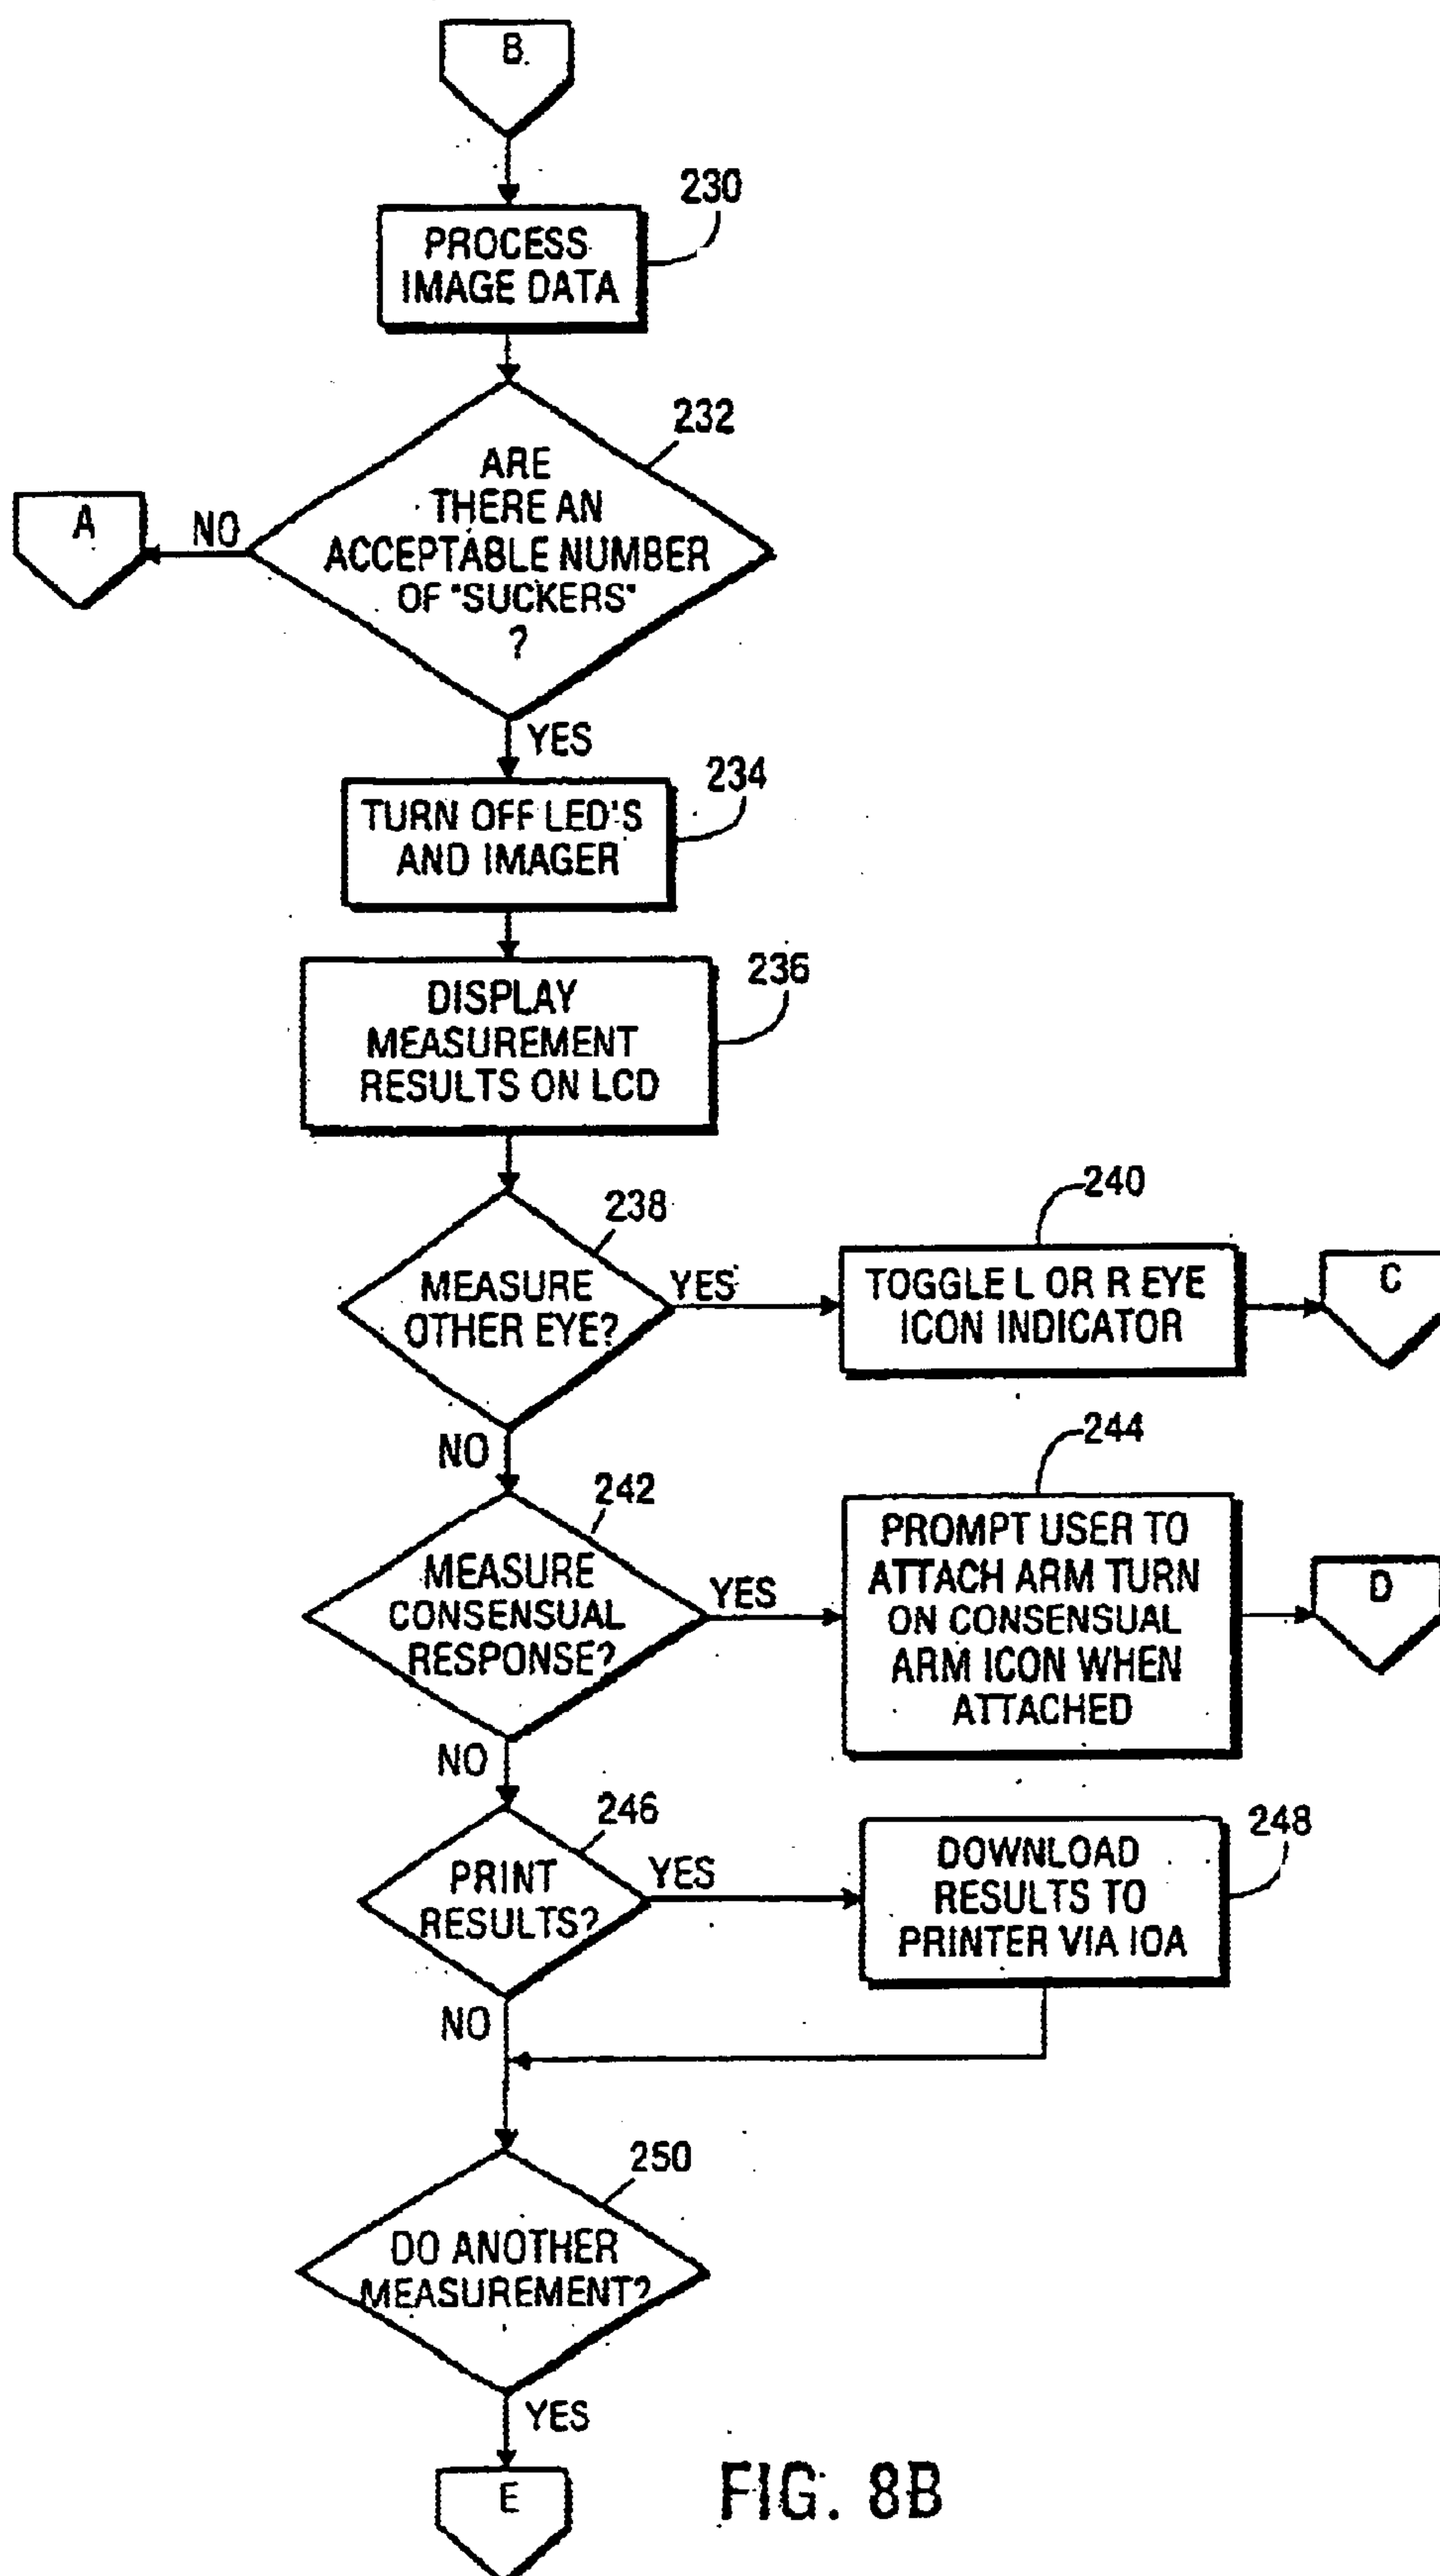 B
230
PROCESS
IMAGE DATA
232
ARE
THERE AN
ACCEPTABLE NUMBER
OF "SUCKERS"
?
NO
A
YES
234
TURN OFF LED'S
AND IMAGER
236
DISPLAY
MEASUREMENT
RESULTS ON LCD
238
MEASURE
OTHER EYE?
YES
240
TOGGLE L OR R EYE
ICON INDICATOR
C
NO
242
MEASURE
CONSENSUAL
RESPONSE?
YES
244
PROMPT USER TO
ATTACH ARM TURN
ON CONSENSUAL
ARM ICON WHEN
ATTACHED
D
NO
246
PRINT
RESULTS?
YES
248
DOWNLOAD
RESULTS TO
PRINTER VIA IOA
NO
250
DO ANOTHER
MEASUREMENT?
YES
E
FIG. 8B